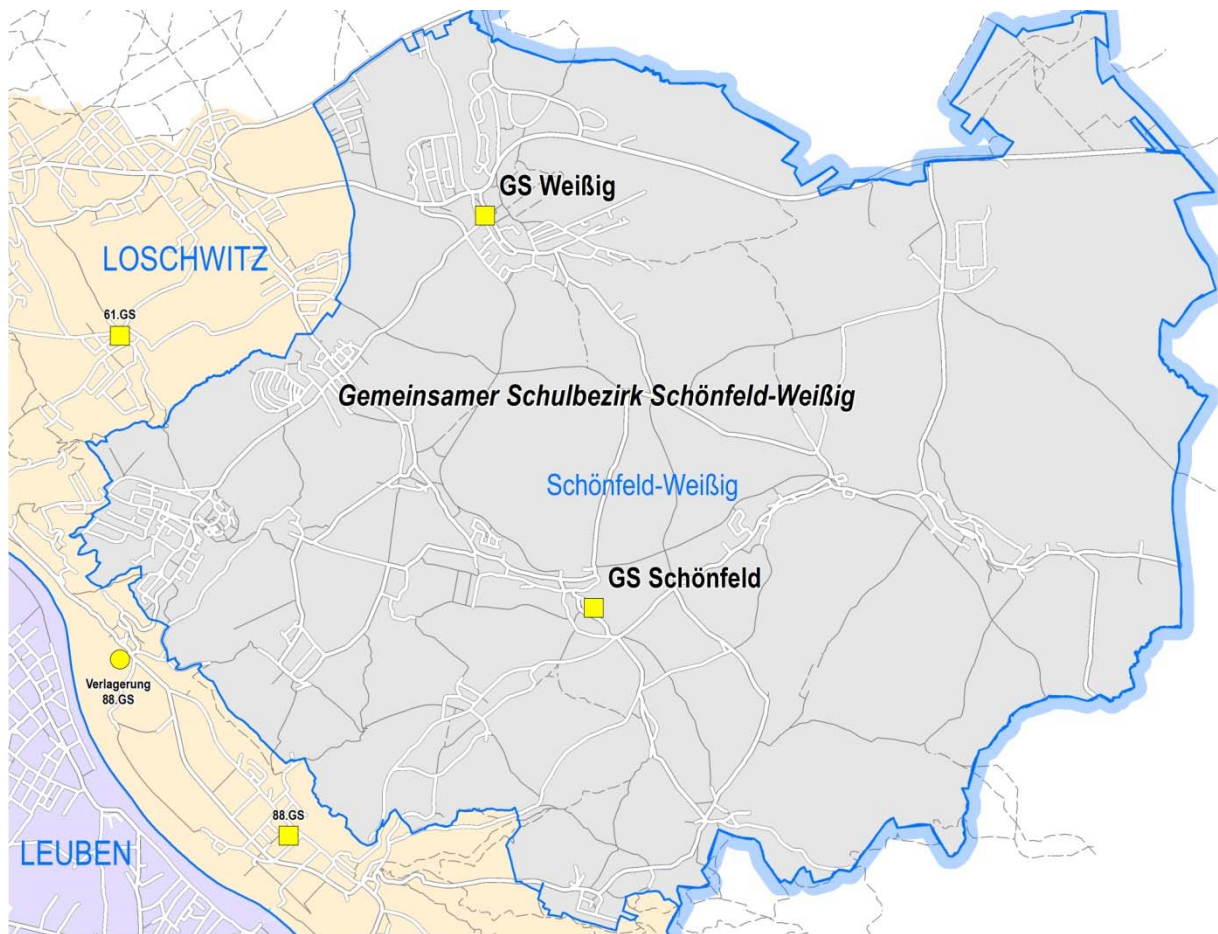 GS Weißig
LOSCHWITZ
61.GS
Gemeinsamer Schulbezirk Schönfeld-Weißig
Schönfeld-Weißig
GS Schönfeld
Verlagerung
88.GS
88.GS
LEUBEN